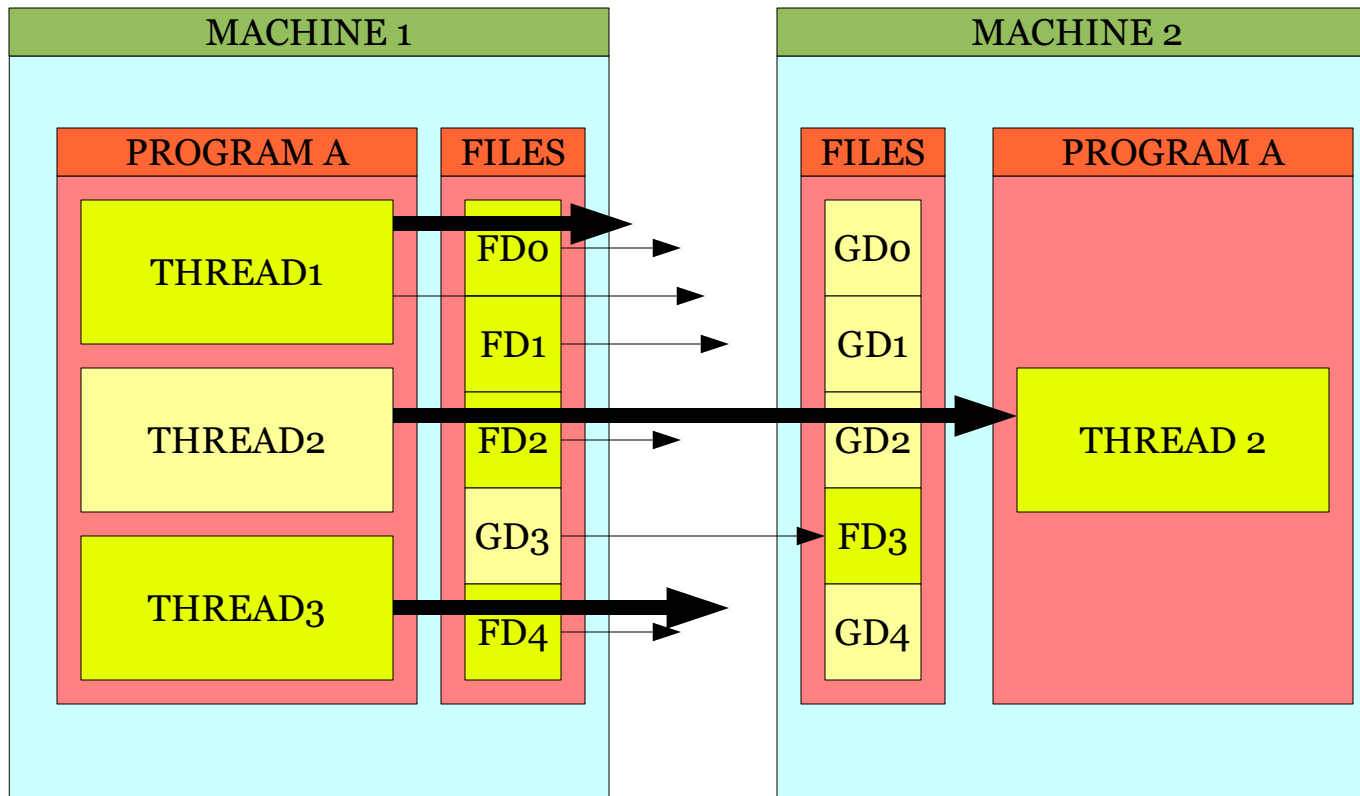 MACHINE 1
MACHINE 2
PROGRAM A
FILES
FILES
PROGRAM A
THREAD1
FD0
GD0
FD1
GD1
THREAD2
FD2
GD2
THREAD 2
GD3
FD3
THREAD3
FD4
GD4